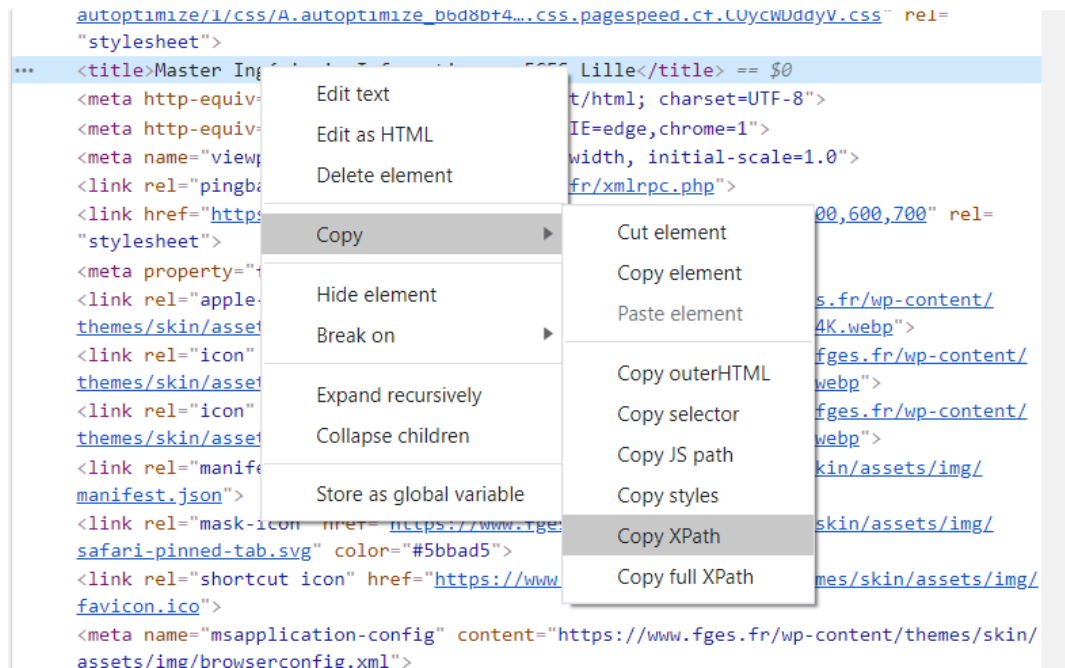 autoptimize/1/css/A.autoptimize_b6d8bf4….css.pagespeed.cf.COycWDddyV.css" rel=
"stylesheet">
••• <title>Master Ing Lille</title> == $0
<meta http-equiv= t/html; charset=UTF-8">
<meta http-equiv= IE=edge,chrome=1">
<meta name="viewp width, initial-scale=1.0">
<link rel="pingba fr/xmlrpc.php">
<link href="https 00,600,700" rel=
"stylesheet">
<meta property="
<link rel="apple- s.fr/wp-content/
themes/skin/asset 4K.webp">
<link rel="icon" fges.fr/wp-content/
themes/skin/asset webp">
<link rel="icon" fges.fr/wp-content/
themes/skin/asset webp">
<link rel="manife kin/assets/img/
manifest.json">
<link rel="mask-icon" href="https://www.fges skin/assets/img/
safari-pinned-tab.svg" color="#5bbad5">
<link rel="shortcut icon" href="https://www mes/skin/assets/img/
favicon.ico">
<meta name="msapplication-config" content="https://www.fges.fr/wp-content/themes/skin/
assets/img/browserconfig.xml">
Edit text
Edit as HTML
Delete element
Copy
Hide element
Break on
Expand recursively
Collapse children
Store as global variable
Cut element
Copy element
Paste element
Copy outerHTML
Copy selector
Copy JS path
Copy styles
Copy XPath
Copy full XPath